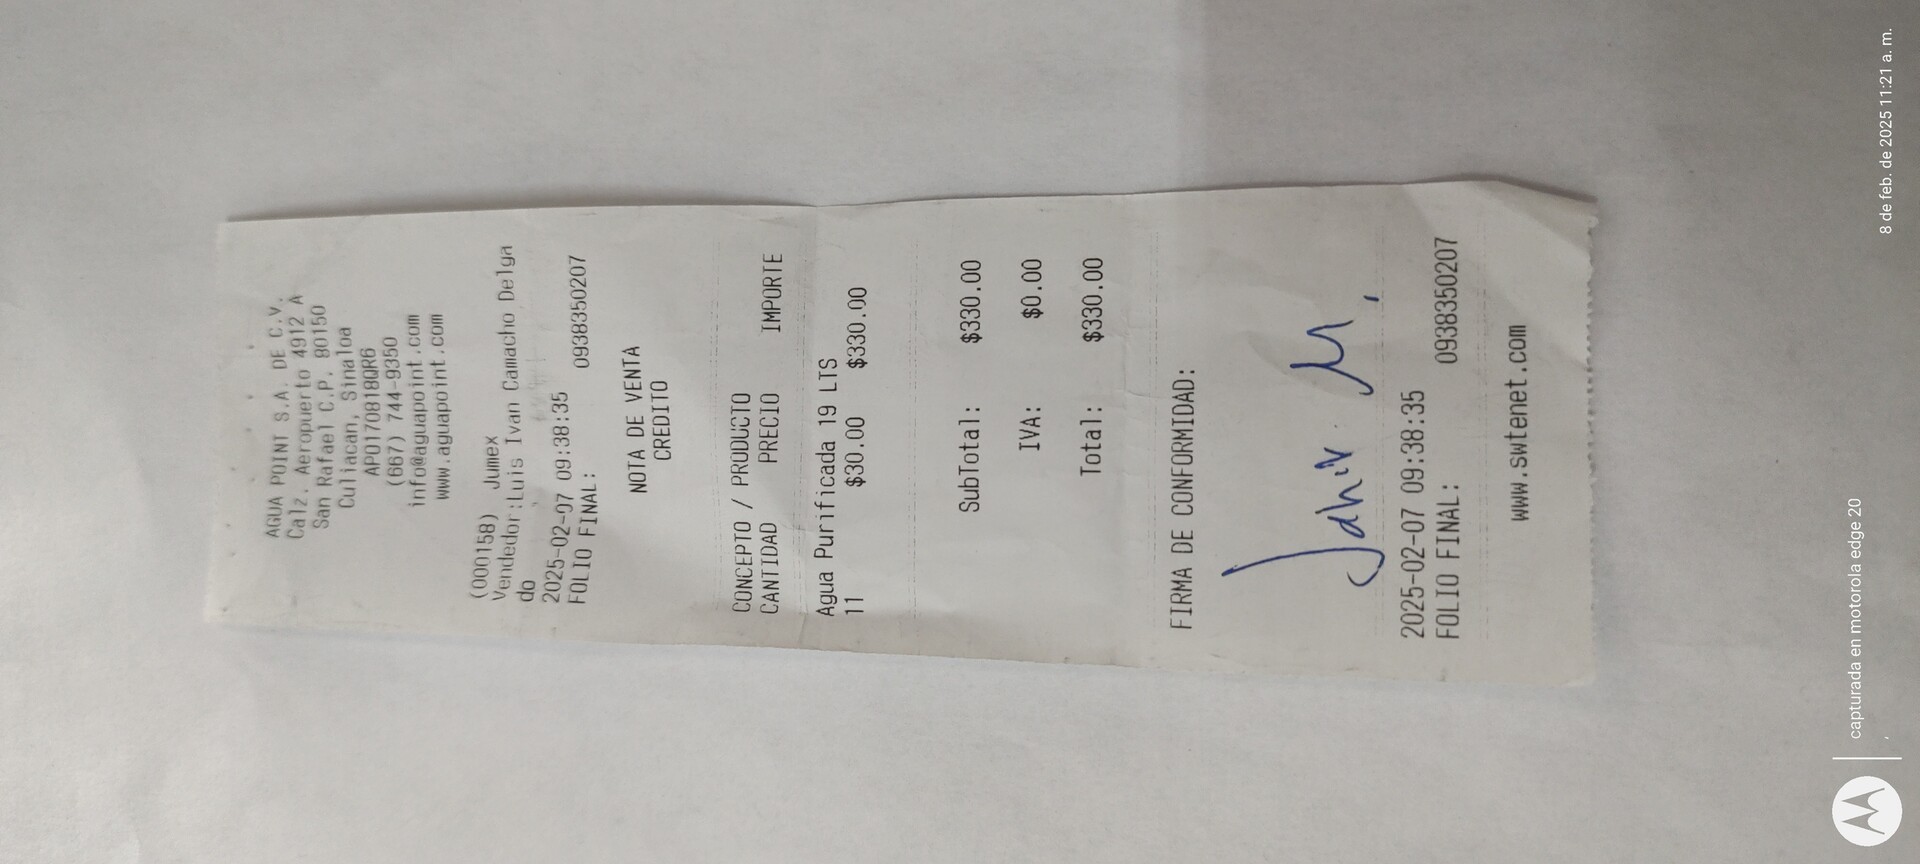 AGUA POINT S.A. DE C.V.
Calz. Aeropuerto 4912 A
San Rafael C.P. 80150
Culiacan, Sinaloa
APO170818QR6
(667) 744-9350
info@aguapoint.com
www.aguapoint.com
(000158) Jumex
Vendedor:Luis Ivan Camacho Delga
do
2025-02-07 09:38:35
FOLIO FINAL: 0938350207
NOTA DE VENTA
CREDITO
CONCEPTO / PRODUCTO
CANTIDAD PRECIO IMPORTE
Agua Purificada 19 LTS
11 $30.00 $330.00
SubTotal: $330.00
IVA: $0.00
Total: $330.00
FIRMA DE CONFORMIDAD:
Jahir M.
2025-02-07 09:38:35
FOLIO FINAL: 0938350207
www.swtenet.com
capturada en motorola edge 20
8 de feb. de 2025 11:21 a. m.